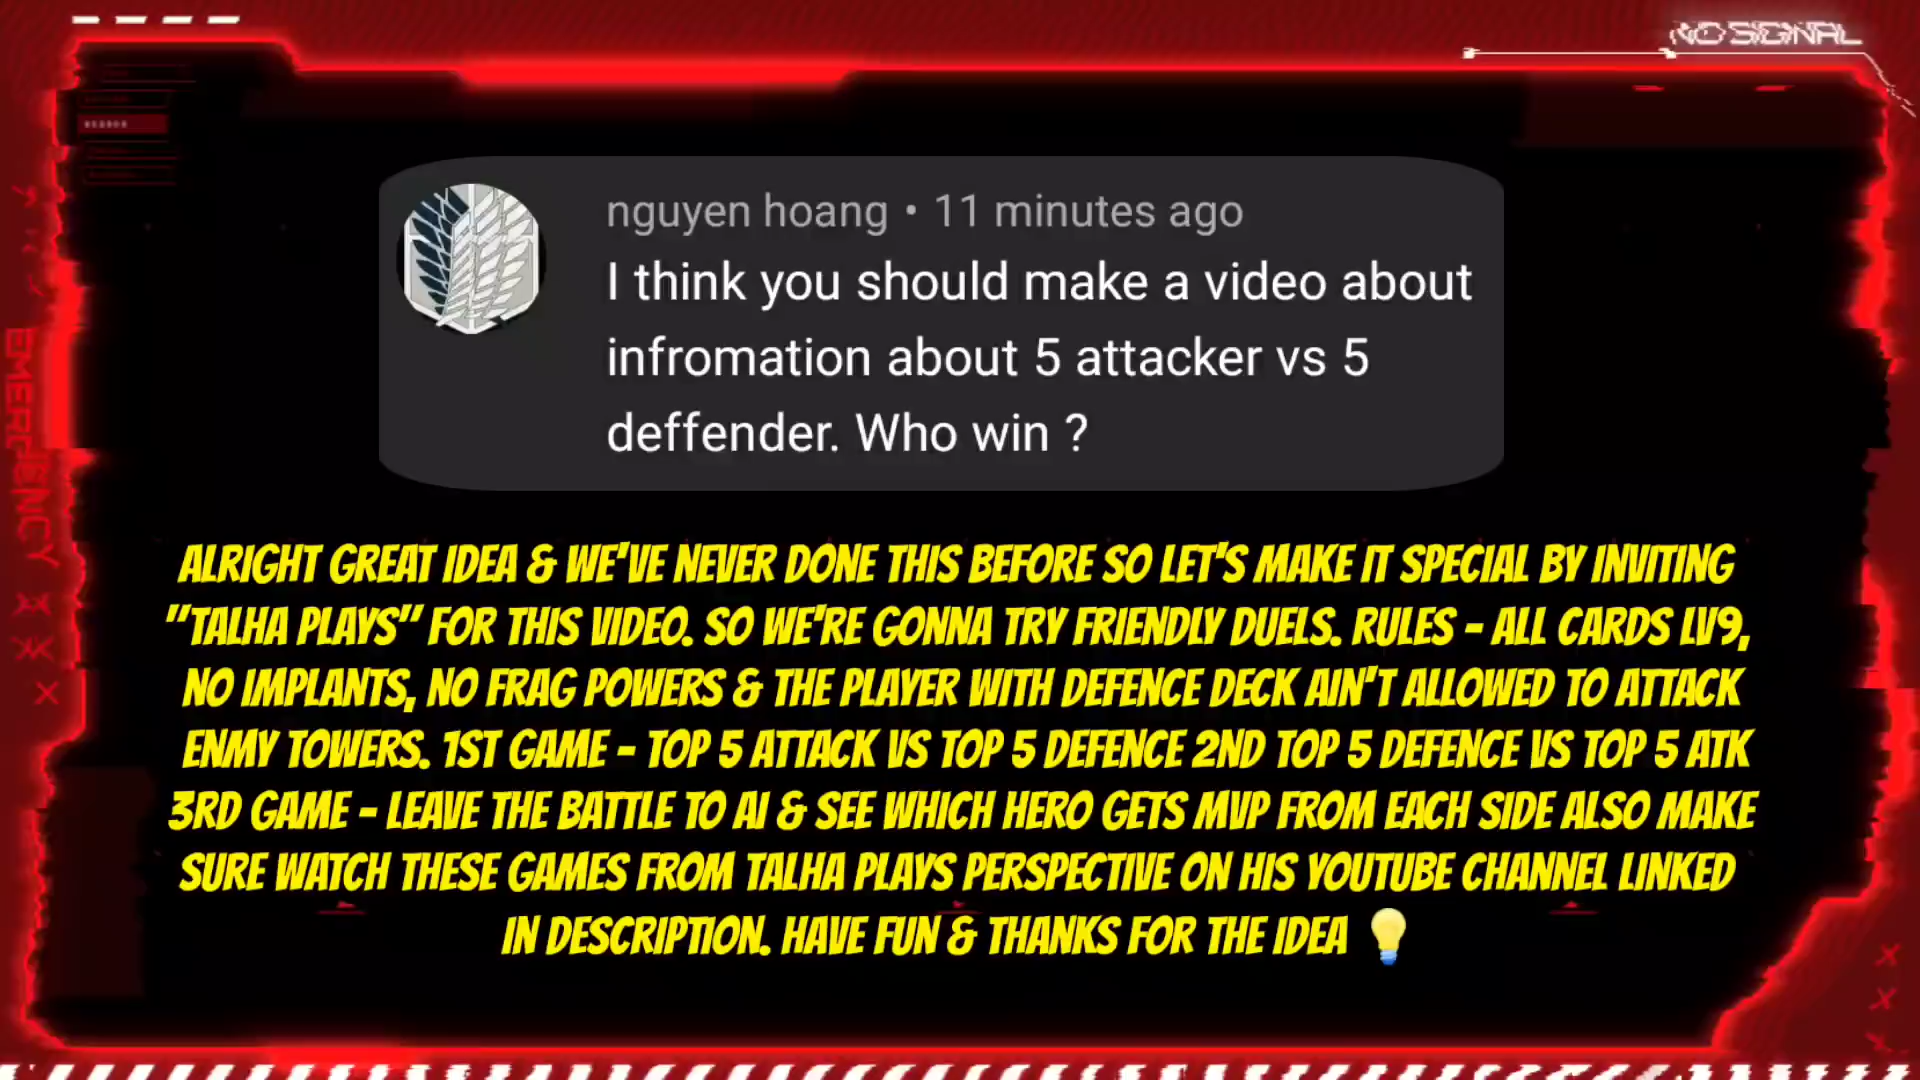 NO SIGNAL
nguyen hoang • 11 minutes ago
I think you should make a video about
infromation about 5 attacker vs 5
deffender. Who win ?
EMERGENCY
ALRIGHT GREAT IDEA & WE'VE NEVER DONE THIS BEFORE SO LET'S MAKE IT SPECIAL BY INVITING
"TALHA PLAYS" FOR THIS VIDEO. SO WE'RE GONNA TRY FRIENDLY DUELS. RULES - ALL CARDS LV9,
NO IMPLANTS, NO FRAG POWERS & THE PLAYER WITH DEFENCE DECK AIN'T ALLOWED TO ATTACK
ENMY TOWERS. 1ST GAME - TOP 5 ATTACK VS TOP 5 DEFENCE 2ND TOP 5 DEFENCE VS TOP 5 ATK
3RD GAME - LEAVE THE BATTLE TO AI & SEE WHICH HERO GETS MVP FROM EACH SIDE ALSO MAKE
SURE WATCH THESE GAMES FROM TALHA PLAYS PERSPECTIVE ON HIS YOUTUBE CHANNEL LINKED
IN DESCRIPTION. HAVE FUN & THANKS FOR THE IDEA 💡